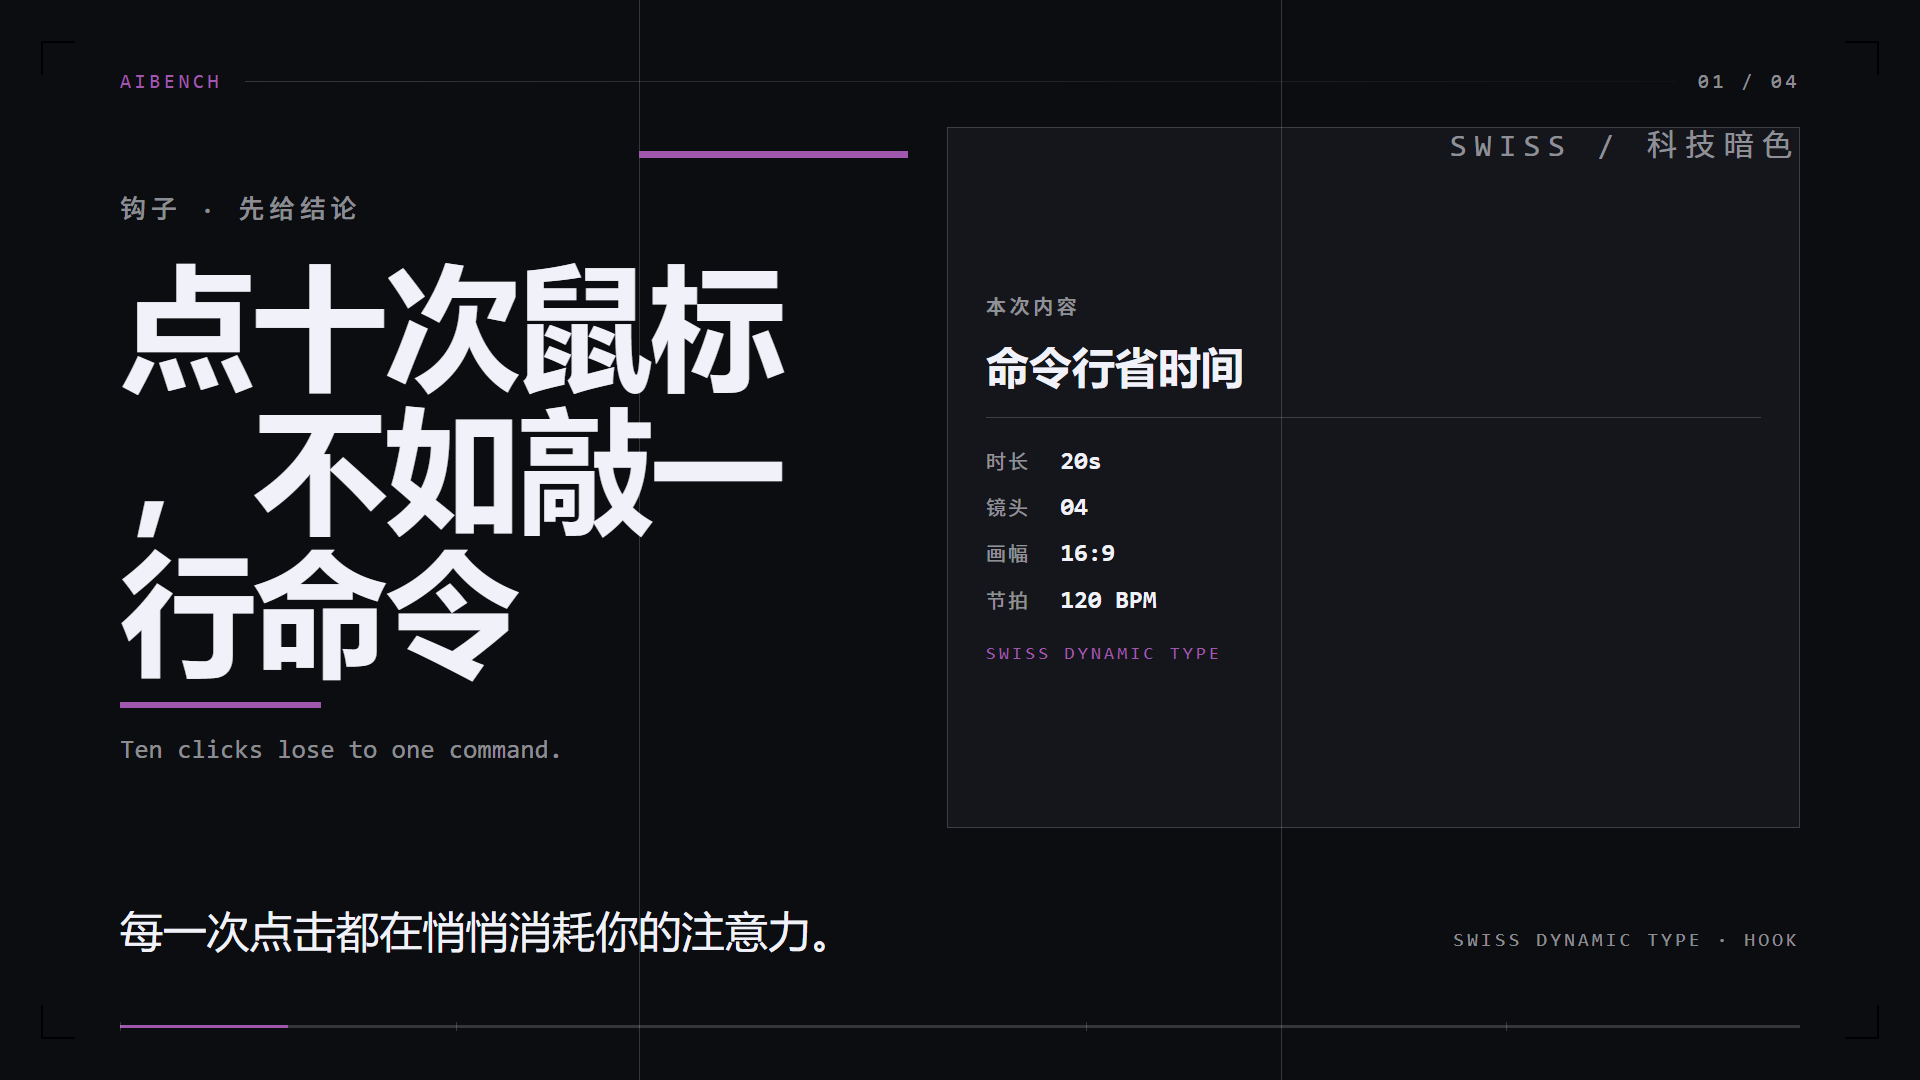 AIBENCH
01 / 04
SWISS / 科技暗色
钩子 · 先给结论
点十次鼠标
，不如敲一
行命令
Ten clicks lose to one command.
本次内容
命令行省时间
时长 20s
镜头 04
画幅 16:9
节拍 120 BPM
SWISS DYNAMIC TYPE
每一次点击都在悄悄消耗你的注意力。
SWISS DYNAMIC TYPE · HOOK